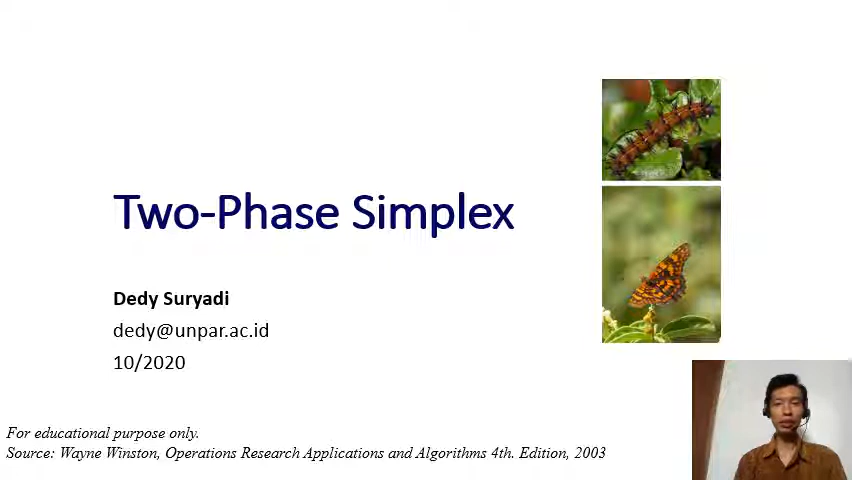 Two-Phase Simplex
Dedy Suryadi
dedy@unpar.ac.id
10/2020
For educational purpose only.
Source: Wayne Winston, Operations Research Applications and Algorithms 4th. Edition, 2003